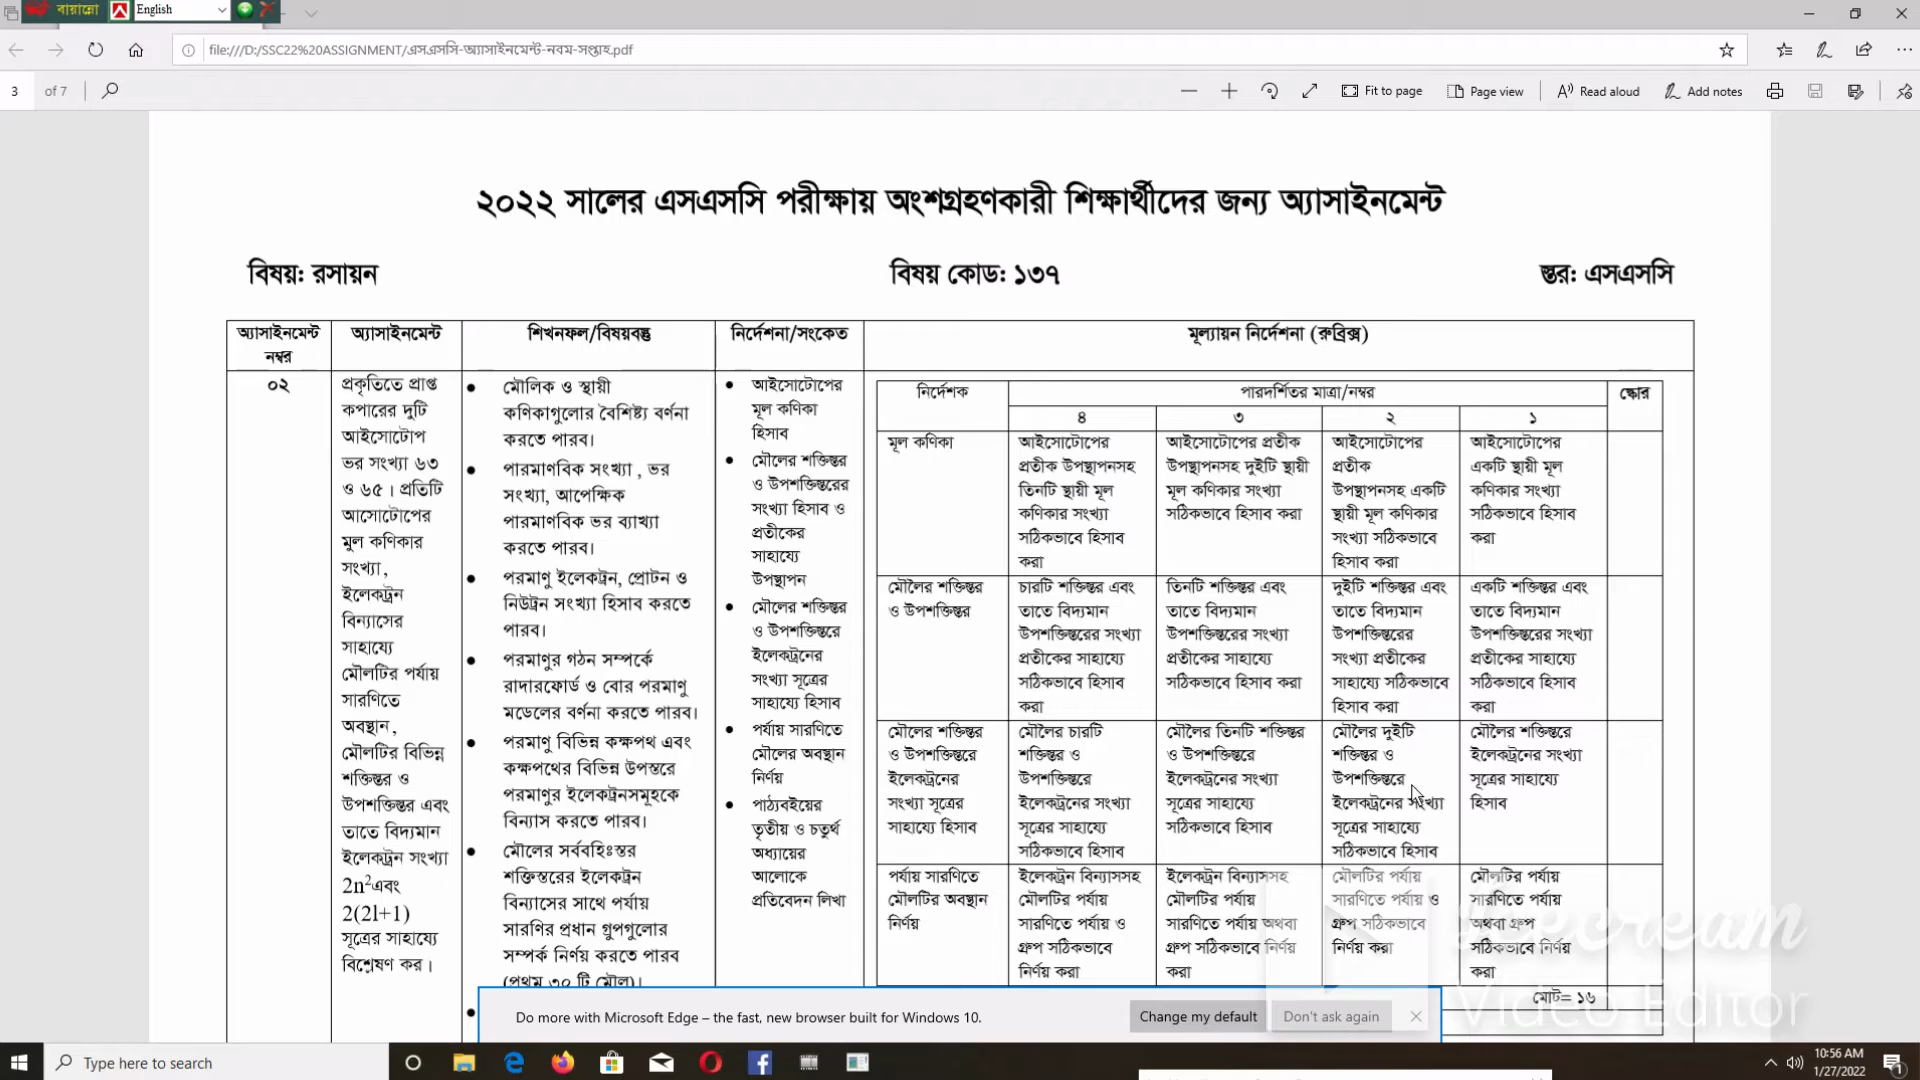 বায়ান্নো
English
file:///D:/SSC22%20ASSIGNMENT/এসএসসি-অ্যাসাইনমেন্ট-নবম-সপ্তাহ.pdf
3 of 7
Fit to page
Page view
Read aloud
Add notes
২০২২ সালের এসএসসি পরীক্ষায় অংশগ্রহণকারী শিক্ষার্থীদের জন্য অ্যাসাইনমেন্ট
বিষয়: রসায়ন
বিষয় কোড: ১৩৭
স্তর: এসএসসি
অ্যাসাইনমেন্ট
নম্বর
অ্যাসাইনমেন্ট
শিখনফল/বিষয়বস্তু
নির্দেশনা/সংকেত
মূল্যায়ন নির্দেশনা (রুব্রিক্স)
০২
প্রকৃতিতে প্রাপ্ত
কপারের দুটি
আইসোটোপ
ভর সংখ্যা ৬৩
ও ৬৫। প্রতিটি
আসোটোপের
মুল কণিকার
সংখ্যা,
ইলেকট্রন
বিন্যাসের
সাহায্যে
মৌলটির পর্যায়
সারণিতে
অবস্থান,
মৌলটির বিভিন্ন
শক্তিস্তর ও
উপশক্তিস্তর এবং
তাতে বিদ্যমান
ইলেকট্রন সংখ্যা
2n²এবং
2(2l+1)
সূত্রের সাহায্যে
বিশ্লেষণ কর।
• মৌলিক ও স্থায়ী
কণিকাগুলোর বৈশিষ্ট্য বর্ণনা
করতে পারব।
• পারমাণবিক সংখ্যা, ভর
সংখ্যা, আপেক্ষিক
পারমাণবিক ভর ব্যাখ্যা
করতে পারব।
• পরমাণু ইলেকট্রন, প্রোটন ও
নিউট্রন সংখ্যা হিসাব করতে
পারব।
• পরমাণুর গঠন সম্পর্কে
রাদারফোর্ড ও বোর পরমাণু
মডেলের বর্ণনা করতে পারব।
• পরমাণু বিভিন্ন কক্ষপথ এবং
কক্ষপথের বিভিন্ন উপস্তরে
পরমাণুর ইলেকট্রনসমূহকে
বিন্যাস করতে পারব।
• মৌলের সর্ববহিঃস্তর
শক্তিস্তরের ইলেকট্রন
বিন্যাসের সাথে পর্যায়
সারণির প্রধান গ্রুপগুলোর
সম্পর্ক নির্ণয় করতে পারব
(প্রথম ৩০ টি মৌল)।
• আইসোটোপের
মূল কণিকা
হিসাব
• মৌলের শক্তিস্তর
ও উপশক্তিস্তরের
সংখ্যা হিসাব ও
প্রতীকের
সাহায্যে
উপস্থাপন
• মৌলের শক্তিস্তর
ও উপশক্তিস্তরে
ইলেকট্রনের
সংখ্যা সূত্রের
সাহায্যে হিসাব
• পর্যায় সারণিতে
মৌলের অবস্থান
নির্ণয়
• পাঠ্যবইয়ের
তৃতীয় ও চতুর্থ
অধ্যায়ের
আলোকে
প্রতিবেদন লিখা
নির্দেশক
পারদর্শিতর মাত্রা/নম্বর
স্কোর
৪
৩
২
১
মূল কণিকা
আইসোটোপের
প্রতীক উপস্থাপনসহ
তিনটি স্থায়ী মূল
কণিকার সংখ্যা
সঠিকভাবে হিসাব
করা
আইসোটোপের প্রতীক
উপস্থাপনসহ দুইটি স্থায়ী
মূল কণিকার সংখ্যা
সঠিকভাবে হিসাব করা
আইসোটোপের
প্রতীক
উপস্থাপনসহ একটি
স্থায়ী মূল কণিকার
সংখ্যা সঠিকভাবে
হিসাব করা
আইসোটোপের
একটি স্থায়ী মূল
কণিকার সংখ্যা
সঠিকভাবে হিসাব
করা
মৌলৈর শক্তিস্তর
ও উপশক্তিস্তর
চারটি শক্তিস্তর এবং
তাতে বিদ্যমান
উপশক্তিস্তরের সংখ্যা
প্রতীকের সাহায্যে
সঠিকভাবে হিসাব
করা
তিনটি শক্তিস্তর এবং
তাতে বিদ্যমান
উপশক্তিস্তরের সংখ্যা
প্রতীকের সাহায্যে
সঠিকভাবে হিসাব করা
দুইটি শক্তিস্তর এবং
তাতে বিদ্যমান
উপশক্তিস্তরের
সংখ্যা প্রতীকের
সাহায্যে সঠিকভাবে
হিসাব করা
একটি শক্তিস্তর এবং
তাতে বিদ্যমান
উপশক্তিস্তরের সংখ্যা
প্রতীকের সাহায্যে
সঠিকভাবে হিসাব
করা
মৌলের শক্তিস্তর
ও উপশক্তিস্তরে
ইলেকট্রনের
সংখ্যা সূত্রের
সাহায্যে হিসাব
মৌলৈর চারটি
শক্তিস্তর ও
উপশক্তিস্তরে
ইলেকট্রনের সংখ্যা
সূত্রের সাহায্যে
সঠিকভাবে হিসাব
মৌলৈর তিনটি শক্তিস্তর
ও উপশক্তিস্তরে
ইলেকট্রনের সংখ্যা
সূত্রের সাহায্যে
সঠিকভাবে হিসাব
মৌলৈর দুইটি
শক্তিস্তর ও
উপশক্তিস্তরে
ইলেকট্রনের সংখ্যা
সূত্রের সাহায্যে
সঠিকভাবে হিসাব
মৌলের শক্তিস্তরে
ইলেকট্রনের সংখ্যা
সূত্রের সাহায্যে
হিসাব
পর্যায় সারণিতে
মৌলটির অবস্থান
নির্ণয়
ইলেকট্রন বিন্যাসসহ
মৌলটির পর্যায়
সারণিতে পর্যায় ও
গ্রুপ সঠিকভাবে
নির্ণয় করা
ইলেকট্রন বিন্যাসসহ
মৌলটির পর্যায়
সারণিতে পর্যায় অথবা
গ্রুপ সঠিকভাবে নির্ণয়
করা
মৌলটির পর্যায়
সারণিতে পর্যায় ও
গ্রুপ সঠিকভাবে
নির্ণয় করা
মৌলটির পর্যায়
সারণিতে পর্যায়
অথবা গ্রুপ
সঠিকভাবে নির্ণয়
করা
মোট= ১৬
Icecream
Video Editor
Do more with Microsoft Edge – the fast, new browser built for Windows 10.
Change my default
Don't ask again
Type here to search
10:56 AM
1/27/2022